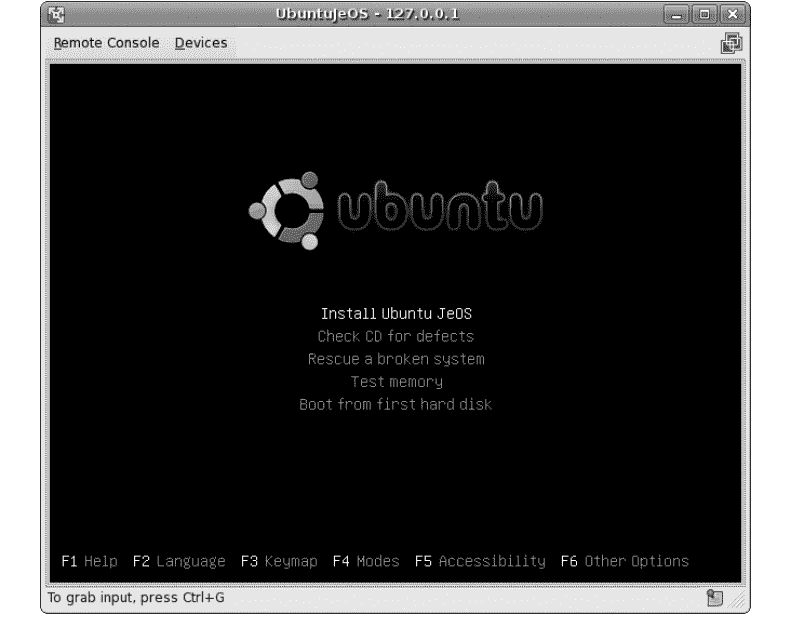 UbuntuJeOS - 127.0.0.1
Remote Console Devices
ubuntu
Install Ubuntu JeOS
Check CD for defects
Rescue a broken system
Test memory
Boot from first hard disk
F1 Help F2 Language F3 Keymap F4 Modes F5 Accessibility F6 Other Options
To grab input, press Ctrl+G